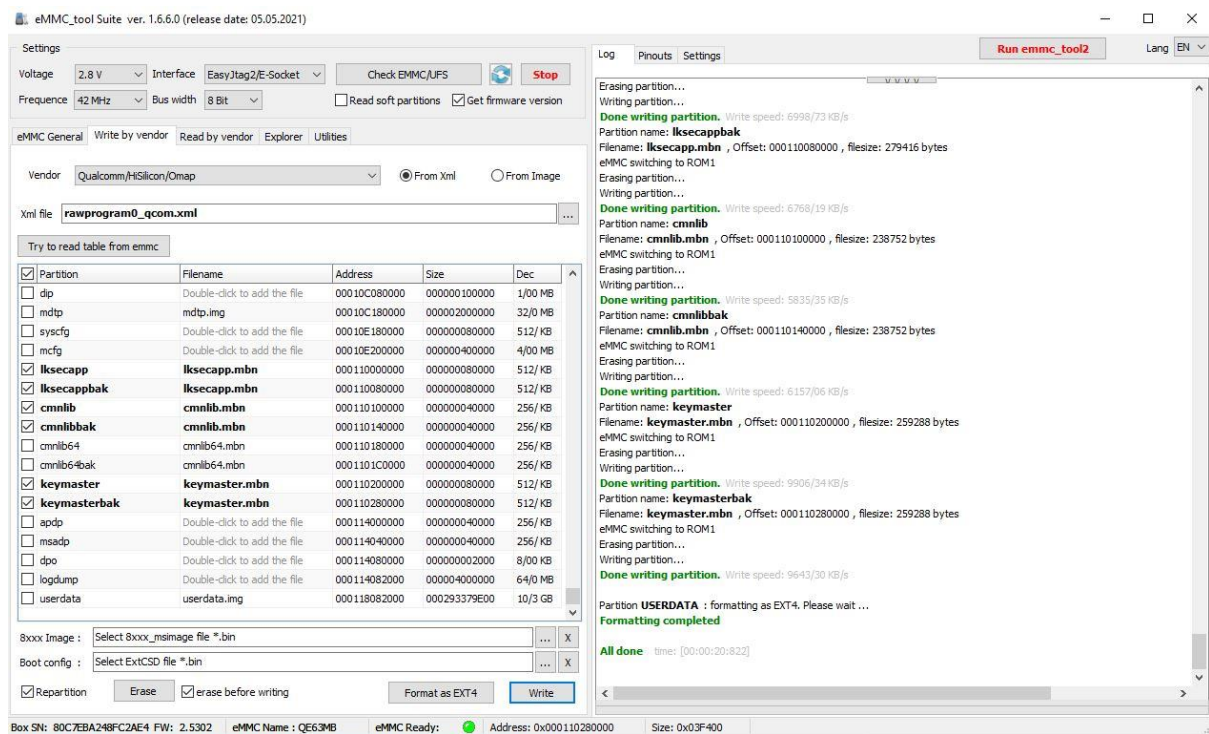 eMMC_tool Suite ver. 1.6.6.0 (release date: 05.05.2021)
Settings
Voltage 2.8 V Interface EasyJtag2/E-Socket Check EMMC/UFS Stop
Frequence 42 MHz Bus width 8 Bit Read soft partitions Get firmware version
eMMC General Write by vendor Read by vendor Explorer Utilities
Vendor Qualcomm/HiSilicon/Omap From Xml From Image
Xml file rawprogram0_qcom.xml ...
Try to read table from emmc
Partition Filename Address Size Dec
dip Double-click to add the file 00010C080000 000000100000 1/00 MB
mdtp mdtp.img 00010C180000 000002000000 32/0 MB
syscfg Double-click to add the file 00010E180000 000000080000 512/ KB
mcfg Double-click to add the file 00010E200000 000000400000 4/00 MB
lksecapp lksecapp.mbn 000110000000 000000080000 512/ KB
lksecappbak lksecapp.mbn 000110080000 000000080000 512/ KB
cmnlib cmnlib.mbn 000110100000 000000040000 256/ KB
cmnlibbak cmnlib.mbn 000110140000 000000040000 256/ KB
cmnlib64 cmnlib64.mbn 000110180000 000000040000 256/ KB
cmnlib64bak cmnlib64.mbn 0001101C0000 000000040000 256/ KB
keymaster keymaster.mbn 000110200000 000000080000 512/ KB
keymasterbak keymaster.mbn 000110280000 000000080000 512/ KB
apdp Double-click to add the file 000114000000 000000040000 256/ KB
msadp Double-click to add the file 000114040000 000000040000 256/ KB
dpo Double-click to add the file 000114080000 000000002000 8/00 KB
logdump Double-click to add the file 000114082000 000004000000 64/0 MB
userdata userdata.img 000118082000 000293379E00 10/3 GB
8xxx Image : Select 8xxx_msimage file *.bin ... X
Boot config : Select ExtCSD file *.bin ... X
Repartition Erase erase before writing Format as EXT4 Write
Log Pinouts Settings Run emmc_tool2 Lang EN
Erasing partition...
Writing partition...
Done writing partition. Write speed: 6998/73 KB/s
Partition name: lksecappbak
Filename: lksecapp.mbn , Offset: 000110080000 , filesize: 279416 bytes
eMMC switching to ROM1
Erasing partition...
Writing partition...
Done writing partition. Write speed: 6768/19 KB/s
Partition name: cmnlib
Filename: cmnlib.mbn , Offset: 000110100000 , filesize: 238752 bytes
eMMC switching to ROM1
Erasing partition...
Writing partition...
Done writing partition. Write speed: 5835/35 KB/s
Partition name: cmnlibbak
Filename: cmnlib.mbn , Offset: 000110140000 , filesize: 238752 bytes
eMMC switching to ROM1
Erasing partition...
Writing partition...
Done writing partition. Write speed: 6157/06 KB/s
Partition name: keymaster
Filename: keymaster.mbn , Offset: 000110200000 , filesize: 259288 bytes
eMMC switching to ROM1
Erasing partition...
Writing partition...
Done writing partition. Write speed: 9906/34 KB/s
Partition name: keymasterbak
Filename: keymaster.mbn , Offset: 000110280000 , filesize: 259288 bytes
eMMC switching to ROM1
Erasing partition...
Writing partition...
Done writing partition. Write speed: 9643/30 KB/s
Partition USERDATA : formatting as EXT4. Please wait ...
Formatting completed
All done time: [00:00:20:822]
Box SN: 80C7EBA248FC2AE4 FW: 2.5302 eMMC Name : QE63MB eMMC Ready: Address: 0x000110280000 Size: 0x03F400